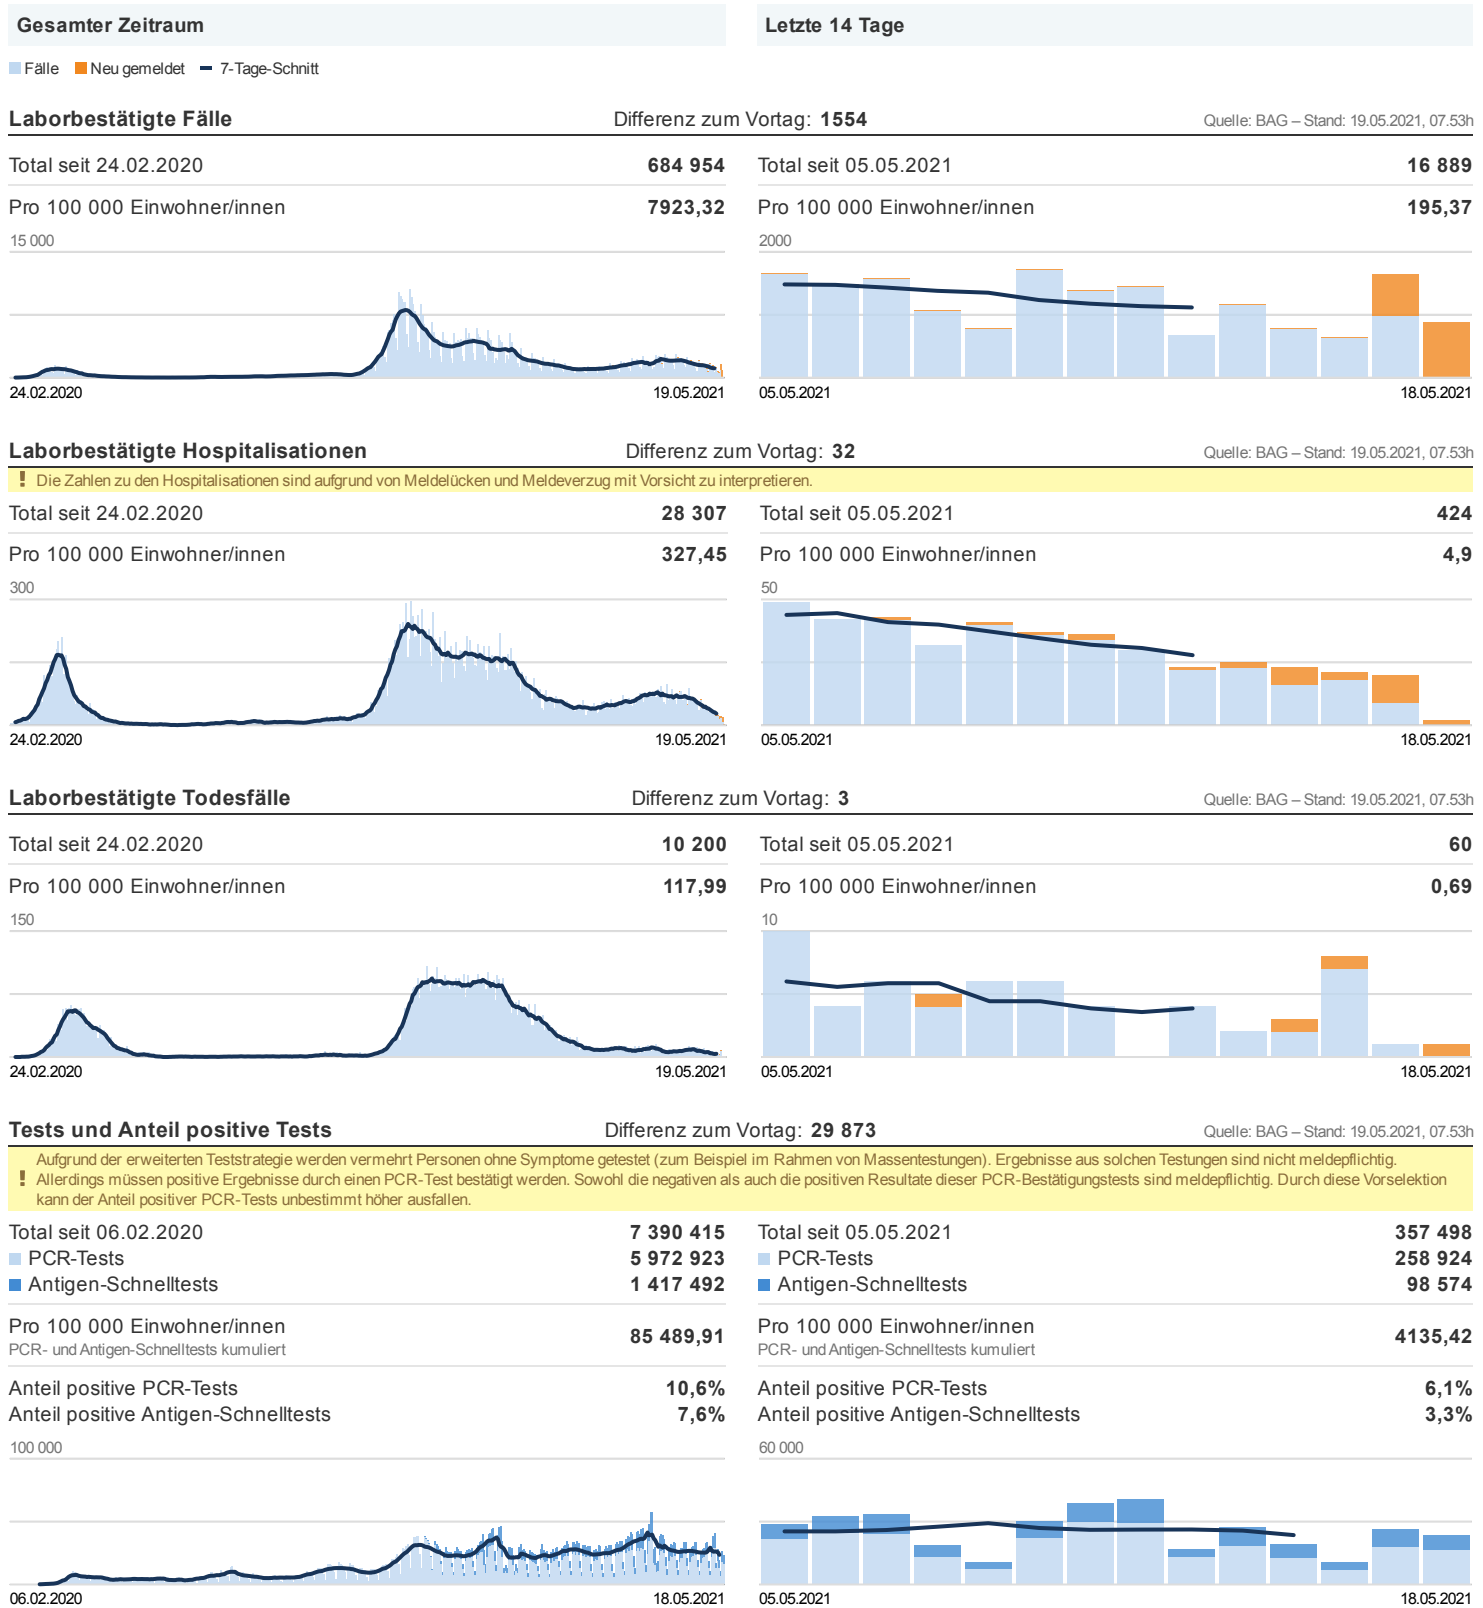 Gesamter Zeitraum
Letzte 14 Tage
Fälle Neu gemeldet 7-Tage-Schnitt
Laborbestätigte Fälle Differenz zum Vortag: 1554 Quelle: BAG – Stand: 19.05.2021, 07.53h
Total seit 24.02.2020 684 954
Pro 100 000 Einwohner/innen 7923,32
15 000
24.02.2020 19.05.2021
Total seit 05.05.2021 16 889
Pro 100 000 Einwohner/innen 195,37
2000
05.05.2021 18.05.2021
Laborbestätigte Hospitalisationen Differenz zum Vortag: 32 Quelle: BAG – Stand: 19.05.2021, 07.53h
! Die Zahlen zu den Hospitalisationen sind aufgrund von Meldelücken und Meldeverzug mit Vorsicht zu interpretieren.
Total seit 24.02.2020 28 307
Pro 100 000 Einwohner/innen 327,45
300
24.02.2020 19.05.2021
Total seit 05.05.2021 424
Pro 100 000 Einwohner/innen 4,9
50
05.05.2021 18.05.2021
Laborbestätigte Todesfälle Differenz zum Vortag: 3 Quelle: BAG – Stand: 19.05.2021, 07.53h
Total seit 24.02.2020 10 200
Pro 100 000 Einwohner/innen 117,99
150
24.02.2020 19.05.2021
Total seit 05.05.2021 60
Pro 100 000 Einwohner/innen 0,69
10
05.05.2021 18.05.2021
Tests und Anteil positive Tests Differenz zum Vortag: 29 873 Quelle: BAG – Stand: 19.05.2021, 07.53h
Aufgrund der erweiterten Teststrategie werden vermehrt Personen ohne Symptome getestet (zum Beispiel im Rahmen von Massentestungen). Ergebnisse aus solchen Testungen sind nicht meldepflichtig.
! Allerdings müssen positive Ergebnisse durch einen PCR-Test bestätigt werden. Sowohl die negativen als auch die positiven Resultate dieser PCR-Bestätigungstests sind meldepflichtig. Durch diese Vorselektion
kann der Anteil positiver PCR-Tests unbestimmt höher ausfallen.
Total seit 06.02.2020 7 390 415
PCR-Tests 5 972 923
Antigen-Schnelltests 1 417 492
Pro 100 000 Einwohner/innen 85 489,91
PCR- und Antigen-Schnelltests kumuliert
Anteil positive PCR-Tests 10,6%
Anteil positive Antigen-Schnelltests 7,6%
100 000
06.02.2020 18.05.2021
Total seit 05.05.2021 357 498
PCR-Tests 258 924
Antigen-Schnelltests 98 574
Pro 100 000 Einwohner/innen 4135,42
PCR- und Antigen-Schnelltests kumuliert
Anteil positive PCR-Tests 6,1%
Anteil positive Antigen-Schnelltests 3,3%
60 000
05.05.2021 18.05.2021